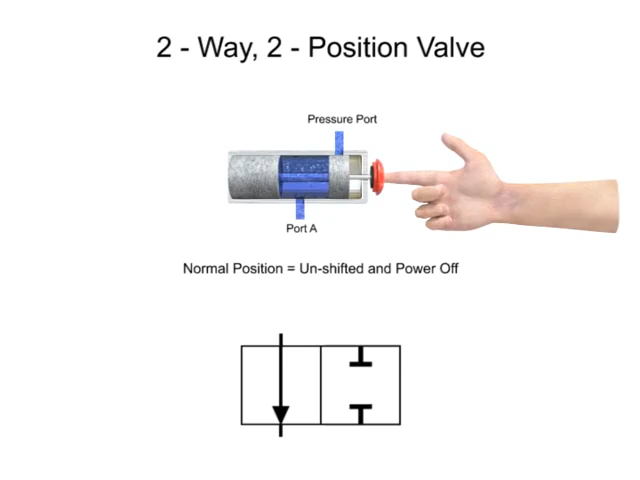 2 - Way, 2 - Position Valve
Pressure Port
Port A
Normal Position = Un-shifted and Power Off